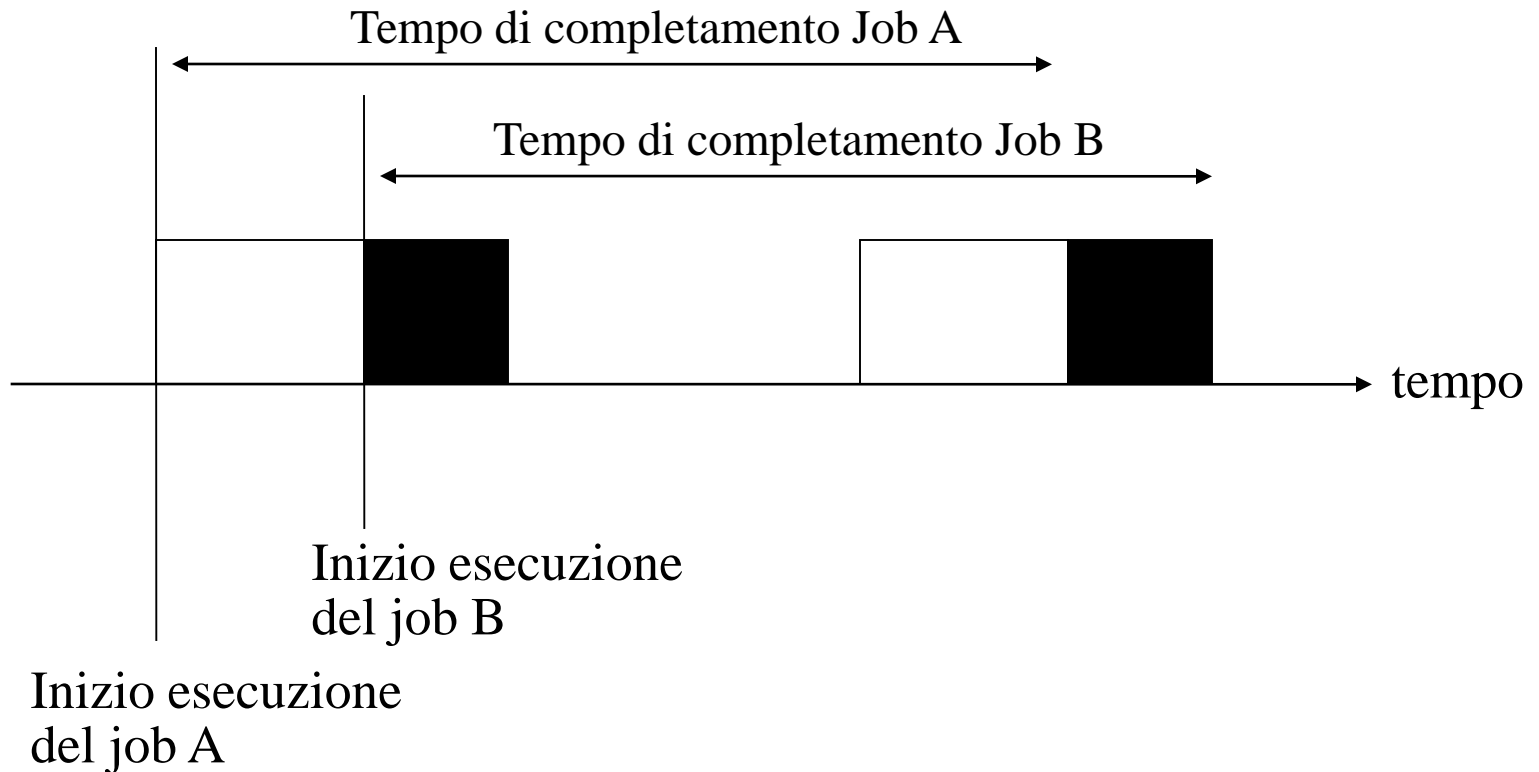 Tempo di completamento Job A
Tempo di completamento Job B
tempo
Inizio esecuzione
del job B
Inizio esecuzione
del job A